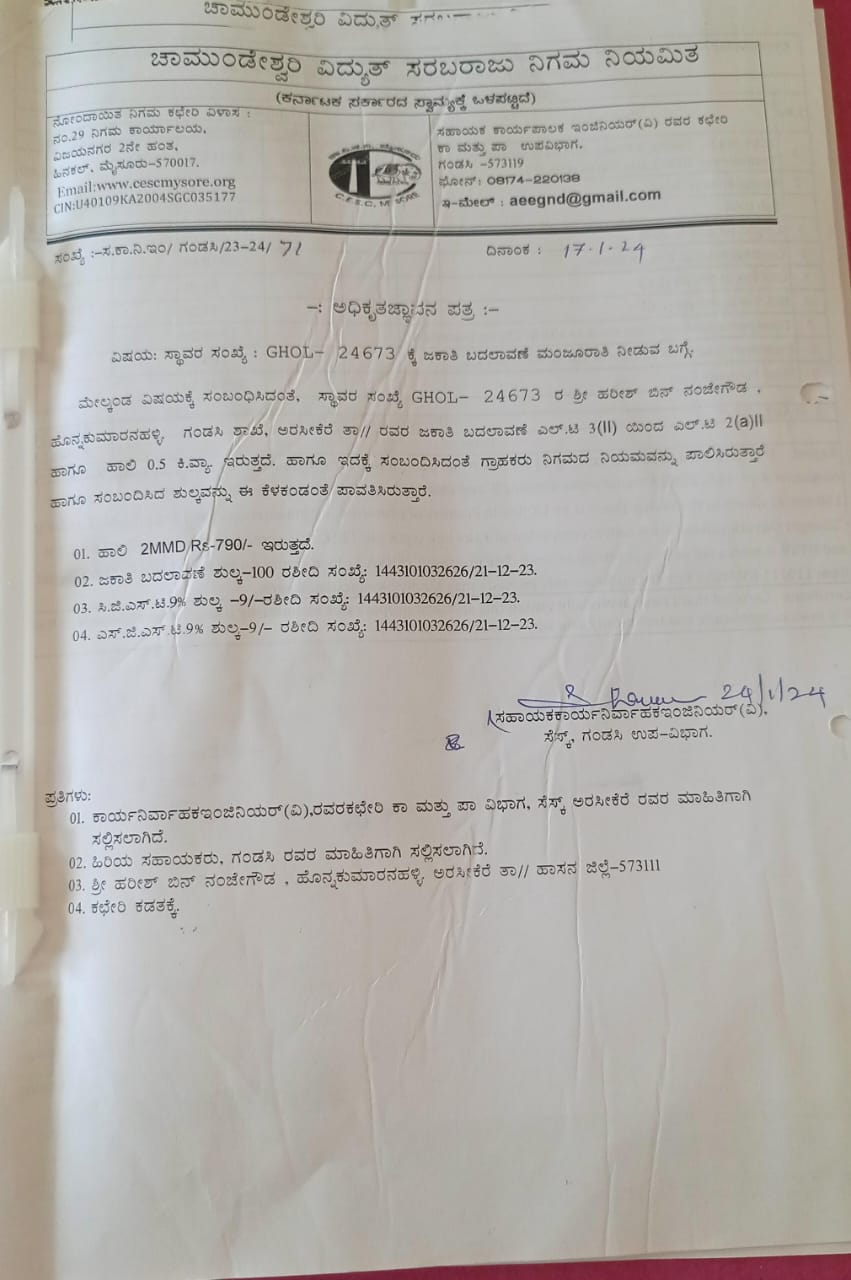 ಚಾಮುಂಡೇಶ್ವರಿ ವಿದ್ಯುತ್
ಚಾಮುಂಡೇಶ್ವರಿ ವಿದ್ಯುತ್ ಸರಬರಾಜು ನಿಗಮ ನಿಯಮಿತ
(ಕರ್ನಾಟಕ ಸರ್ಕಾರದ ಸ್ವಾಮ್ಯಕ್ಕೆ ಒಳಪಟ್ಟಿದೆ)
ನೋಂದಾಯಿತ ನಿಗಮ ಕಛೇರಿ ವಿಳಾಸ :
ನಂ.29 ನಿಗಮ ಕಾರ್ಯಾಲಯ,
ವಿಜಯನಗರ 2ನೇ ಹಂತ,
ಹಿನಕಲ್, ಮೈಸೂರು-570017.
Email:www.cescmysore.org
CIN:U40109KA2004SGC035177
C.E.S.C, MYSORE
ಸಹಾಯಕ ಕಾರ್ಯಪಾಲಕ ಇಂಜಿನಿಯರ್(ವಿ) ರವರ ಕಛೇರಿ
ಕಾ ಮತ್ತು ಪಾ ಉಪವಿಭಾಗ,
ಗಂಡಸಿ -573119
ಫೋನ್: 08174-220138
ಇ-ಮೇಲ್ : aeegnd@gmail.com
ಸಂಖ್ಯೆ :-ಸ.ಕಾ.ನಿ.ಇಂ/ ಗಂಡಸಿ/23-24/ 71
ದಿನಾಂಕ : 17.1.24
-: ಅಧಿಕೃತಜ್ಞಾಪನ ಪತ್ರ :-
ವಿಷಯ: ಸ್ಥಾವರ ಸಂಖ್ಯೆ : GHOL- 24673 ಕ್ಕೆ ಜಕಾತಿ ಬದಲಾವಣೆ ಮಂಜೂರಾತಿ ನೀಡುವ ಬಗ್ಗೆ.
ಮೇಲ್ಕಂಡ ವಿಷಯಕ್ಕೆ ಸಂಬಂಧಿಸಿದಂತೆ, ಸ್ಥಾವರ ಸಂಖ್ಯೆ GHOL- 24673 ರ ಶ್ರೀ ಹರೀಶ್ ಬಿನ್ ನಂಜೇಗೌಡ ,
ಹೊನ್ನಕುಮಾರನಹಳ್ಳಿ, ಗಂಡಸಿ ಶಾಖೆ, ಅರಸೀಕೆರೆ ತಾ// ರವರ ಜಕಾತಿ ಬದಲಾವಣೆ ಎಲ್.ಟಿ 3(II) ಯಿಂದ ಎಲ್.ಟಿ 2(a)II
ಹಾಗೂ ಹಾಲಿ 0.5 ಕಿ.ವ್ಯಾ. ಇರುತ್ತದೆ. ಹಾಗೂ ಇದಕ್ಕೆ ಸಂಬಂದಿಸಿದಂತೆ ಗ್ರಾಹಕರು ನಿಗಮದ ನಿಯಮವನ್ನು ಪಾಲಿಸಿರುತ್ತಾರೆ
ಹಾಗೂ ಸಂಬಂದಿಸಿದ ಶುಲ್ಕವನ್ನು ಈ ಕೆಳಕಂಡಂತೆ ಪಾವತಿಸಿರುತ್ತಾರೆ.
01. ಹಾಲಿ 2MMD Rs-790/- ಇರುತ್ತದೆ.
02. ಜಕಾತಿ ಬದಲಾವಣೆ ಶುಲ್ಕ-100 ರಶೀದಿ ಸಂಖ್ಯೆ: 1443101032626/21-12-23.
03. ಸಿ.ಜಿ.ಎಸ್.ಟಿ.9% ಶುಲ್ಕ -9/-ರಶೀದಿ ಸಂಖ್ಯೆ: 1443101032626/21-12-23.
04. ಎಸ್.ಜಿ.ಎಸ್.ಟಿ.9% ಶುಲ್ಕ-9/- ರಶೀದಿ ಸಂಖ್ಯೆ: 1443101032626/21-12-23.
24/1/24
ಸಹಾಯಕಕಾರ್ಯನಿರ್ವಾಹಕಇಂಜಿನಿಯರ್(ವಿ),
ಸೆಸ್ಕ್, ಗಂಡಸಿ ಉಪ-ವಿಭಾಗ.
ಪ್ರತಿಗಳು:
01. ಕಾರ್ಯನಿರ್ವಾಹಕಇಂಜಿನಿಯರ್(ವಿ),ರವರಕಛೇರಿ ಕಾ ಮತ್ತು ಪಾ ವಿಭಾಗ, ಸೆಸ್ಕ್ ಅರಸೀಕೆರೆ ರವರ ಮಾಹಿತಿಗಾಗಿ
ಸಲ್ಲಿಸಲಾಗಿದೆ.
02. ಹಿರಿಯ ಸಹಾಯಕರು, ಗಂಡಸಿ ರವರ ಮಾಹಿತಿಗಾಗಿ ಸಲ್ಲಿಸಲಾಗಿದೆ.
03. ಶ್ರೀ ಹರೀಶ್ ಬಿನ್ ನಂಜೇಗೌಡ , ಹೊನ್ನಕುಮಾರನಹಳ್ಳಿ, ಅರಸೀಕೆರೆ ತಾ// ಹಾಸನ ಜಿಲ್ಲೆ-573111
04. ಕಛೇರಿ ಕಡತಕ್ಕೆ.